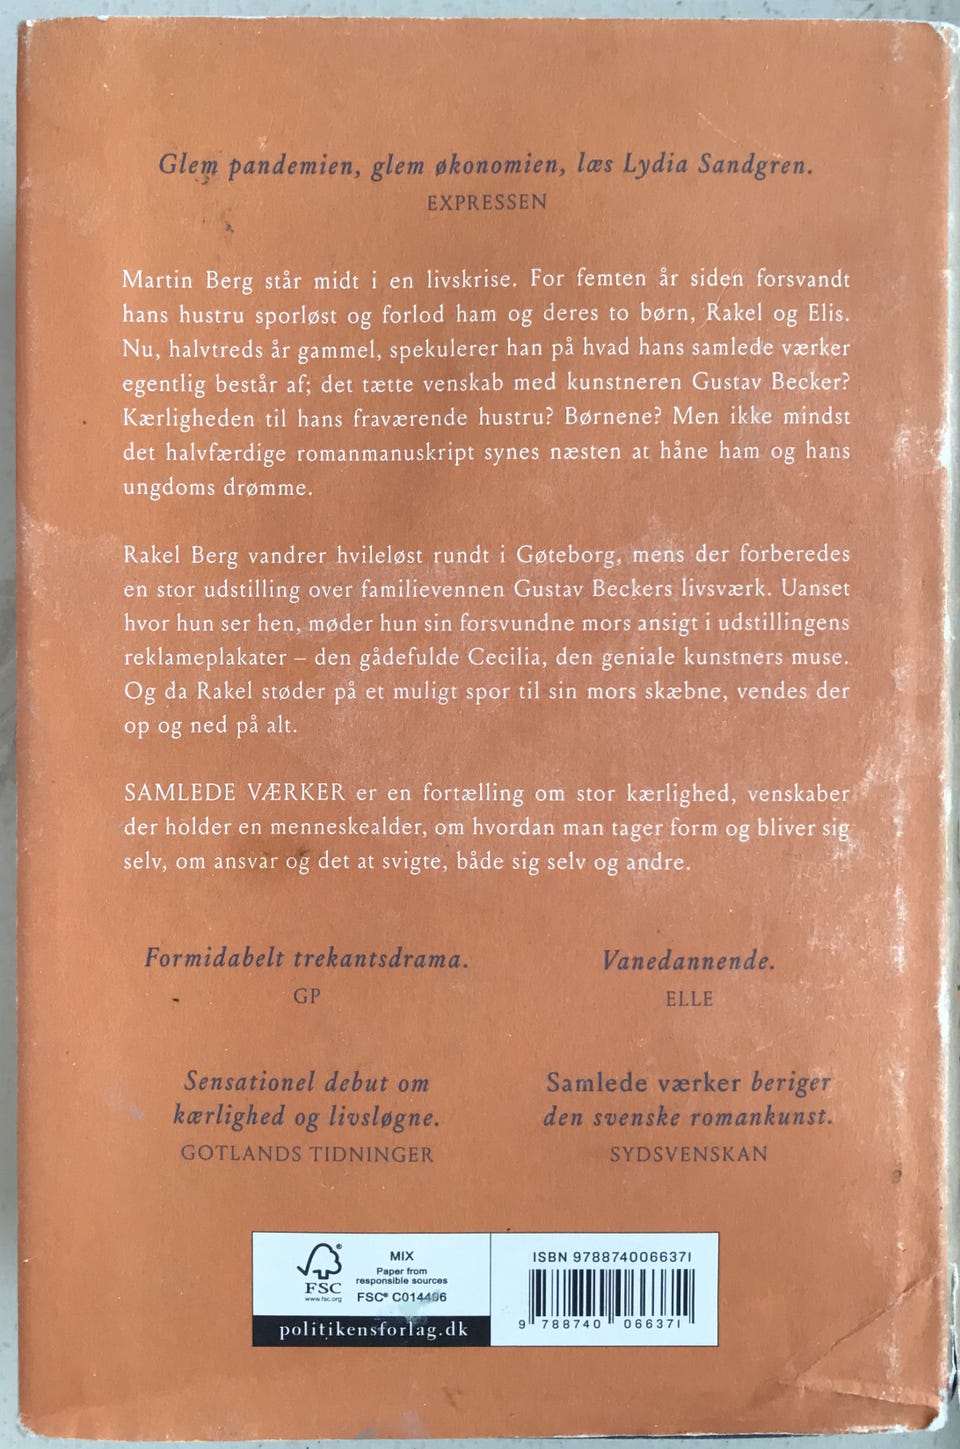 Glem pandemien, glem økonomien, læs Lydia Sandgren.
EXPRESSEN
Martin Berg står midt i en livskrise. For femten år siden forsvandt
hans hustru sporløst og forlod ham og deres to børn, Rakel og Elis.
Nu, halvtreds år gammel, spekulerer han på hvad hans samlede værker
egentlig består af; det tætte venskab med kunstneren Gustav Becker?
Kærligheden til hans fraværende hustru? Børnene? Men ikke mindst
det halvfærdige romanmanuskript synes næsten at håne ham og hans
ungdoms drømme.
Rakel Berg vandrer hvileløst rundt i Gøteborg, mens der forberedes
en stor udstilling over familievennen Gustav Beckers livsværk. Uanset
hvor hun ser hen, møder hun sin forsvundne mors ansigt i udstillingens
reklameplakater – den gådefulde Cecilia, den geniale kunstners muse.
Og da Rakel støder på et muligt spor til sin mors skæbne, vendes der
op og ned på alt.
SAMLEDE VÆRKER er en fortælling om stor kærlighed, venskaber
der holder en menneskealder, om hvordan man tager form og bliver sig
selv, om ansvar og det at svigte, både sig selv og andre.
Formidabelt trekantsdrama.
GP
Vanedannende.
ELLE
Sensationel debut om
kærlighed og livsløgne.
GOTLANDS TIDNINGER
Samlede værker beriger
den svenske romankunst.
SYDSVENSKAN
FSC®
www.fsc.org
MIX
Paper from
responsible sources
FSC® C014496
politikensforlag.dk
ISBN 9788740066371
9 788740 066371